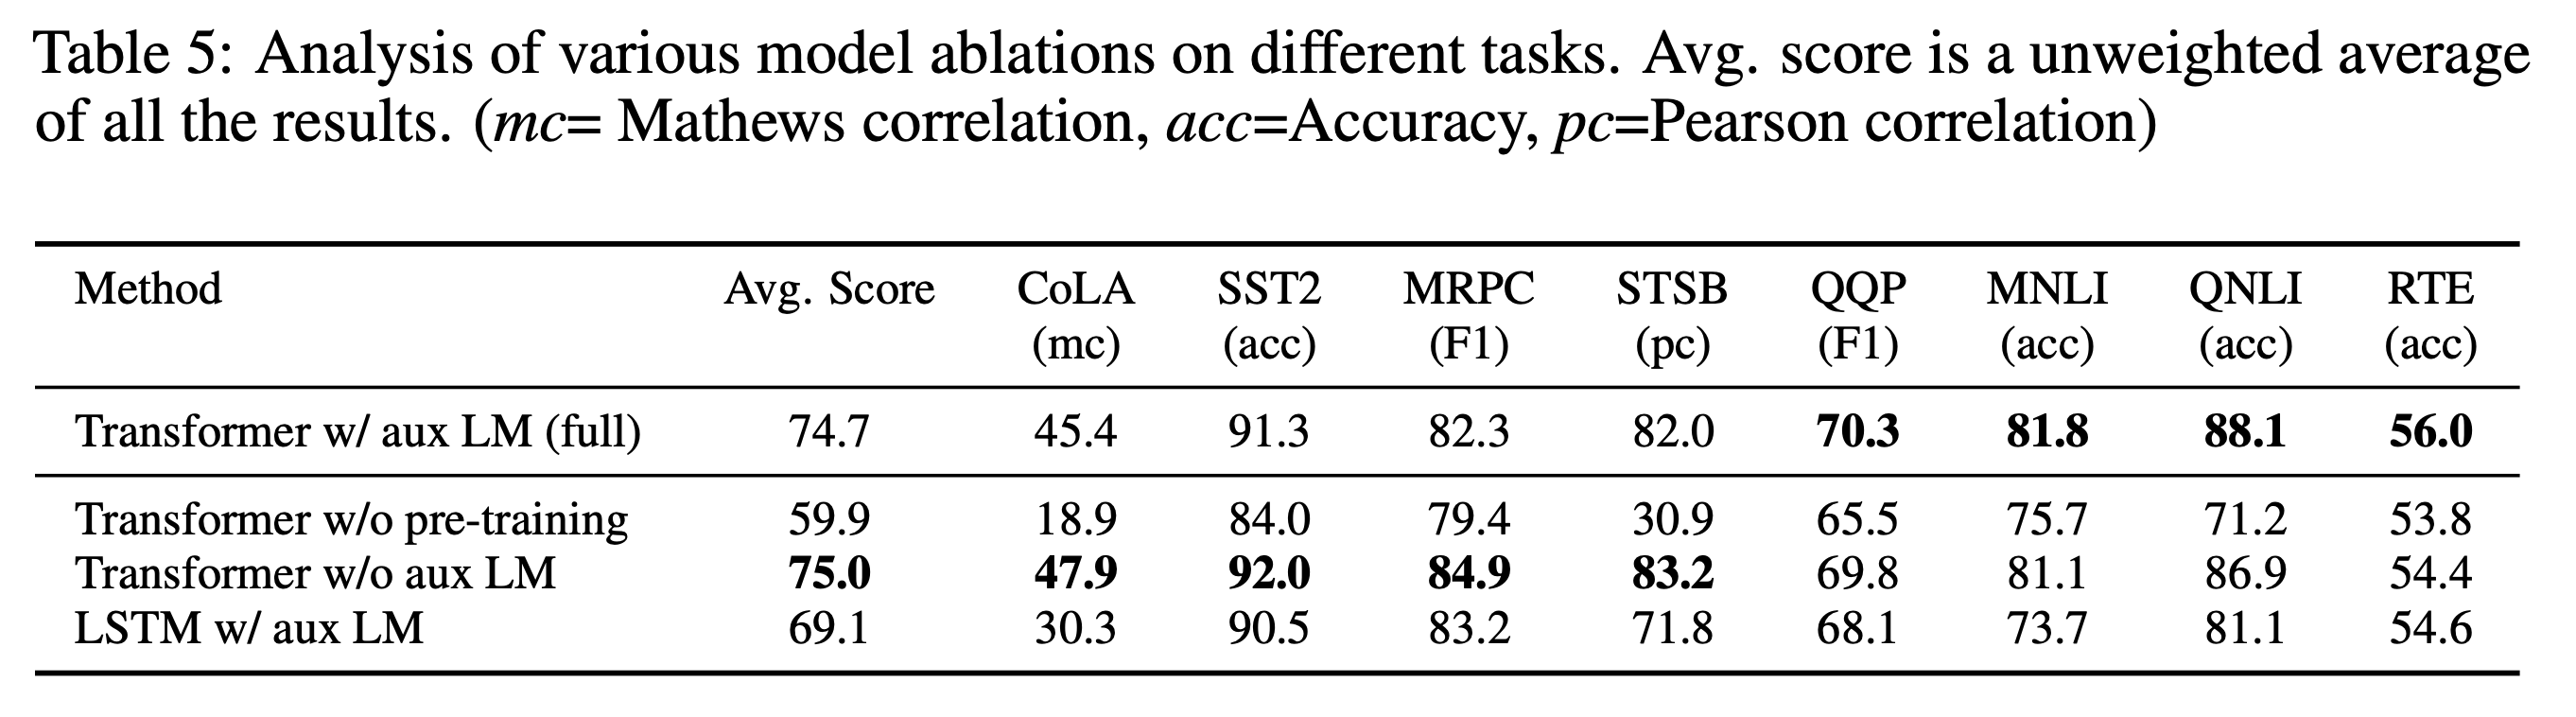 Table 5: Analysis of various model ablations on different tasks. Avg. score is a unweighted average
of all the results. (mc= Mathews correlation, acc=Accuracy, pc=Pearson correlation)
Method Avg. Score CoLA SST2 MRPC STSB QQP MNLI QNLI RTE
(mc) (acc) (F1) (pc) (F1) (acc) (acc) (acc)
Transformer w/ aux LM (full) 74.7 45.4 91.3 82.3 82.0 70.3 81.8 88.1 56.0
Transformer w/o pre-training 59.9 18.9 84.0 79.4 30.9 65.5 75.7 71.2 53.8
Transformer w/o aux LM 75.0 47.9 92.0 84.9 83.2 69.8 81.1 86.9 54.4
LSTM w/ aux LM 69.1 30.3 90.5 83.2 71.8 68.1 73.7 81.1 54.6